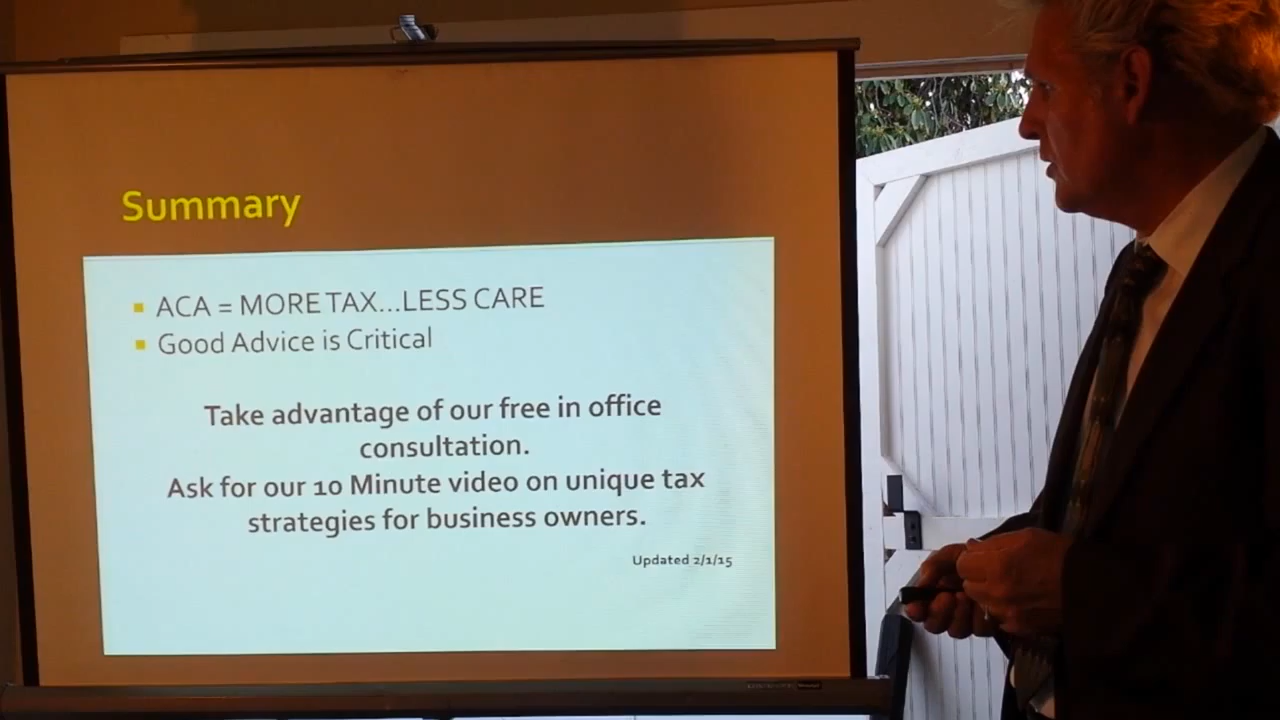 Summary
ACA = MORE TAX...LESS CARE
Good Advice is Critical
Take advantage of our free in office
consultation.
Ask for our 10 Minute video on unique tax
strategies for business owners.
Updated 2/1/15